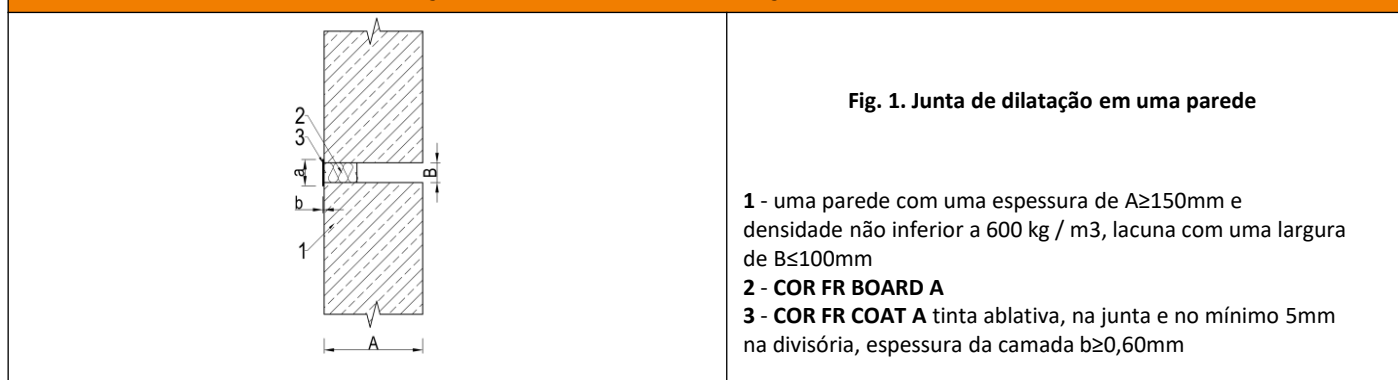 2
3
a
b
1
B
A
Fig. 1. Junta de dilatação em uma parede
1 - uma parede com uma espessura de A≥150mm e
densidade não inferior a 600 kg / m3, lacuna com uma largura
de B≤100mm
2 - COR FR BOARD A
3 - COR FR COAT A tinta ablativa, na junta e no mínimo 5mm
na divisória, espessura da camada b≥0,60mm